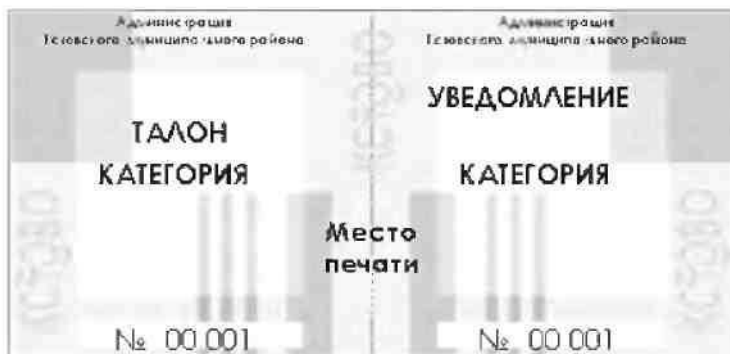 Администрация
муниципального района
ТАЛОН
КАТЕГОРИЯ
№ 00 001
Место
печати
Администрация
муниципального района
УВЕДОМЛЕНИЕ
КАТЕГОРИЯ
№ 00 001